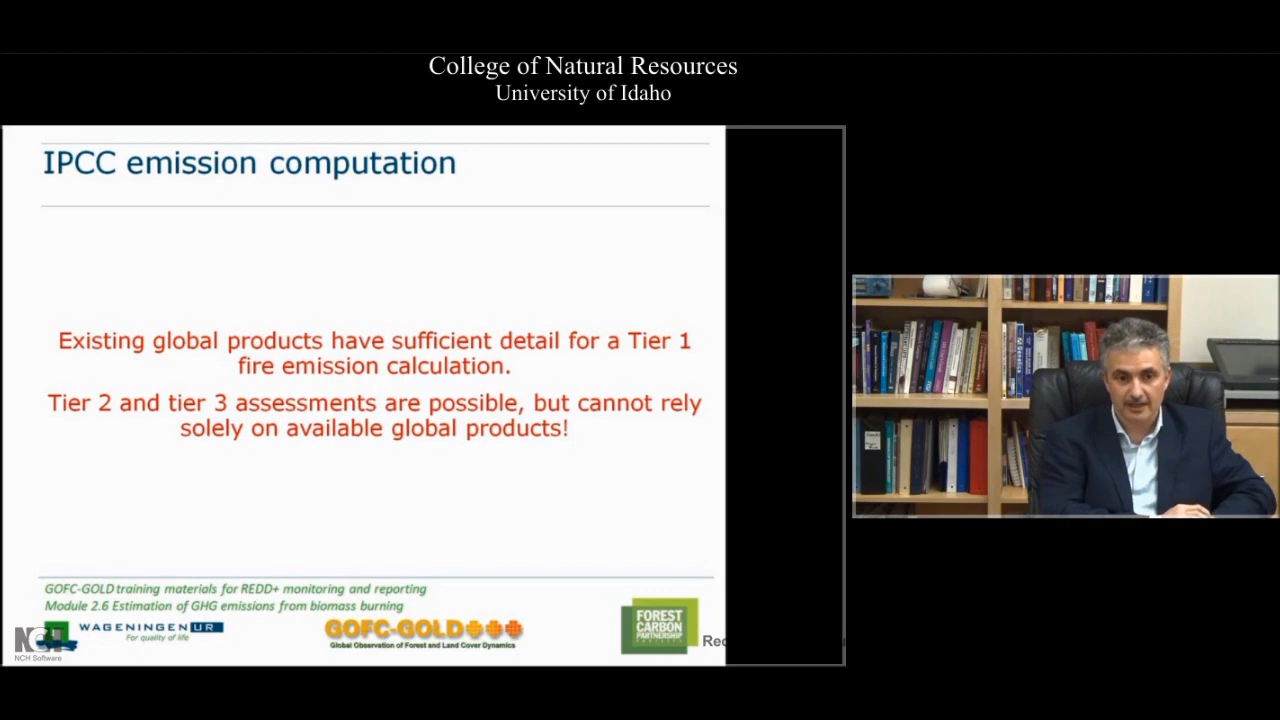 College of Natural Resources
University of Idaho
IPCC emission computation
Existing global products have sufficient detail for a Tier 1
fire emission calculation.
Tier 2 and tier 3 assessments are possible, but cannot rely
solely on available global products!
GOFC-GOLD training materials for REDD+ monitoring and reporting
Module 2.6 Estimation of GHG emissions from biomass burning
WAGENINGEN UR
For quality of life
GOFC-GOLD
Global Observation of Forest and Land Cover Dynamics
FOREST
CARBON
PARTNERSHIP
NCH
NCH Software
Rec